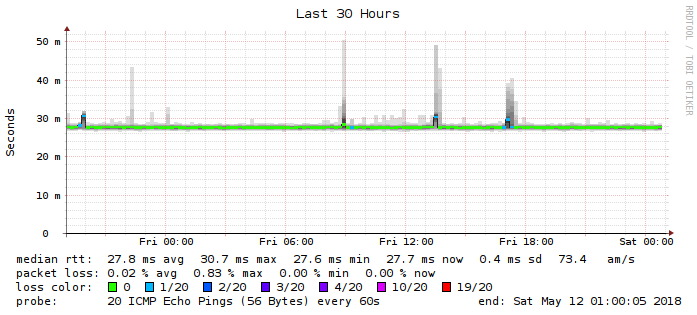 Last 30 Hours
RRDTOOL / TOBI OETIKER
Seconds
50 m
40 m
30 m
20 m
10 m
0
Fri 00:00 Fri 06:00 Fri 12:00 Fri 18:00 Sat 00:00
median rtt: 27.8 ms avg 30.7 ms max 27.6 ms min 27.7 ms now 0.4 ms sd 73.4 am/s
packet loss: 0.02 % avg 0.83 % max 0.00 % min 0.00 % now
loss color: 0 1/20 2/20 3/20 4/20 10/20 19/20
probe: 20 ICMP Echo Pings (56 Bytes) every 60s end: Sat May 12 01:00:05 2018